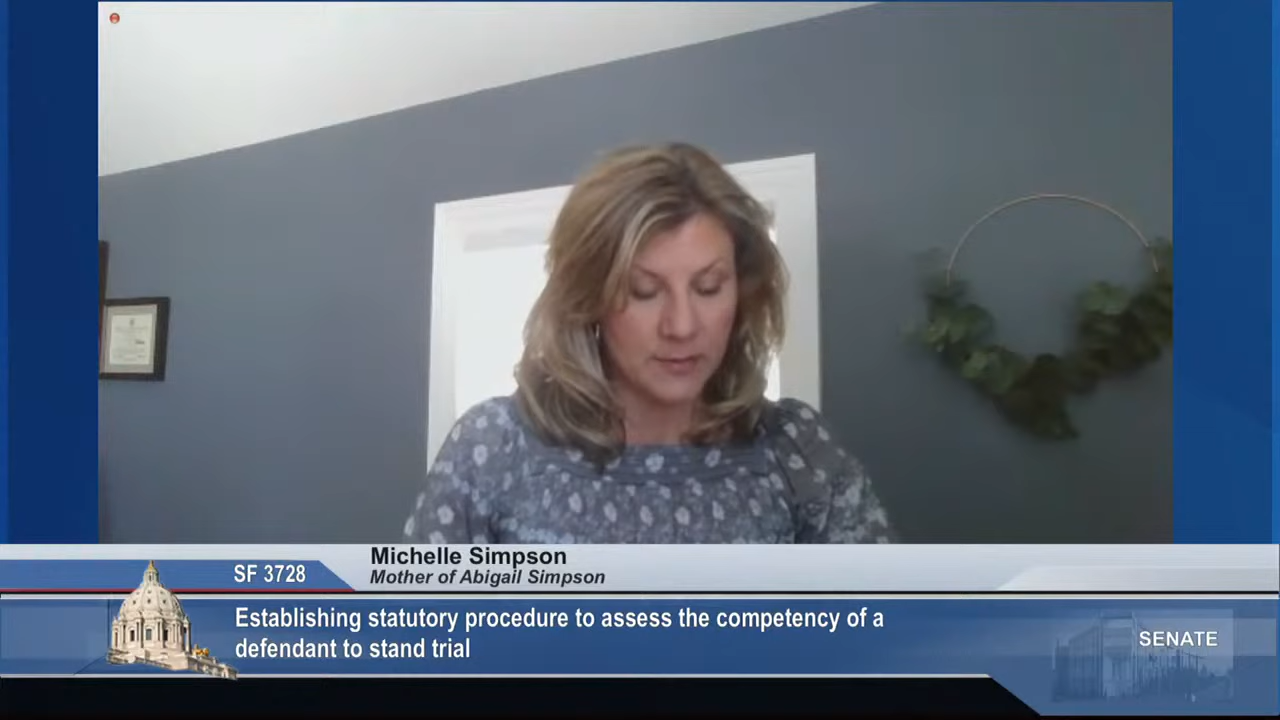 Michelle Simpson
SF 3728
Mother of Abigail Simpson
Establishing statutory procedure to assess the competency of a
defendant to stand trial
SENATE